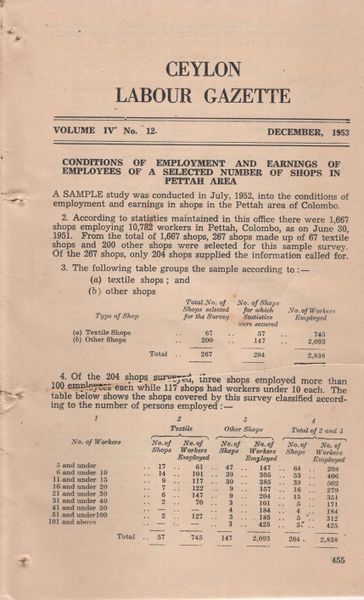 CEYLON
LABOUR GAZETTE
VOLUME IV No. 12 DECEMBER, 1953
CONDITIONS OF EMPLOYMENT AND EARNINGS OF
EMPLOYEES OF A SELECTED NUMBER OF SHOPS IN
PETTAH AREA
A SAMPLE study was conducted in July, 1952, into the conditions of
employment and earnings in shops in the Pettah area of Colombo.
2. According to statistics maintained in this office there were 1,667
shops employing 10,782 workers in Pettah, Colombo, as on June 30,
1951. From the total of 1,667 shops, 267 shops made up of 67 textile
shops and 200 other shops were selected for this sample survey.
Of the 267 shops, only 204 shops supplied the information called for.
3. The following table groups the sample according to :—
(a) textile shops ; and
(b) other shops
Total No. of No. of Shops
Type of Shop Shops selected for which No. of Workers
for the Survey Statistics Employed
were secured
(a) Textile Shops .. 67 .. 57 .. 745
(b) Other Shops .. 200 .. 147 .. 2,093
Total .. 267 204 2,838
4. Of the 204 shops surveyed, three shops employed more than
100 employees each while 117 shops had workers under 10 each. The
table below shows the shops covered by this survey classified accord-
ing to the number of persons employed :—
1 2 3 4
Textile Other Shops Total of 2 and 3
No. of Workers No. of No. of No. of No. of No. of No. of
Shops Workers Shops Workers Shops Workers
Employed Employed Employed
5 and under .. 17 .. 61 .. 47 .. 147 .. 64 .. 208
6 and under 10 .. 14 .. 101 .. 39 .. 305 .. 53 .. 406
11 and under 15 .. 9 .. 117 .. 30 .. 385 .. 39 .. 502
16 and under 20 .. 7 .. 122 .. 9 .. 157 .. 16 .. 279
21 and under 30 .. 6 .. 147 .. 9 .. 204 .. 15 .. 351
31 and under 40 .. 2 .. 70 .. 3 .. 101 .. 5 .. 171
41 and under 50 .. — .. — .. 4 .. 184 .. 4 .. 184
51 and under 100 .. 2 .. 127 .. 3 .. 185 .. 5 .. 312
101 and above .. — .. — .. 3 .. 425 .. 3 .. 425
Total .. 57 745 147 2,093 204 2,838
455